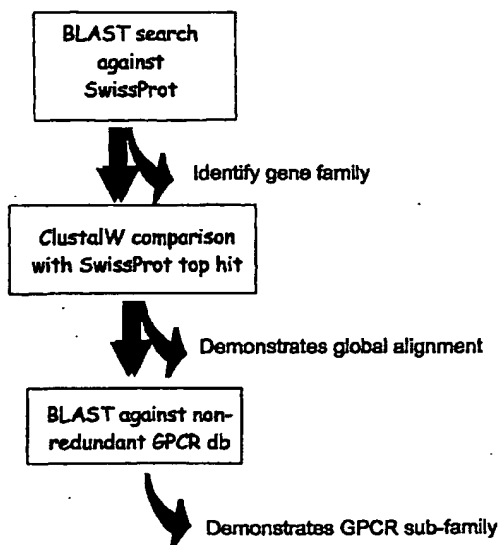 BLAST search
against
SwissProt
Identify gene family
ClustalW comparison
with SwissProt top hit
Demonstrates global alignment
BLAST against non-
redundant GPCR db
Demonstrates GPCR sub-family